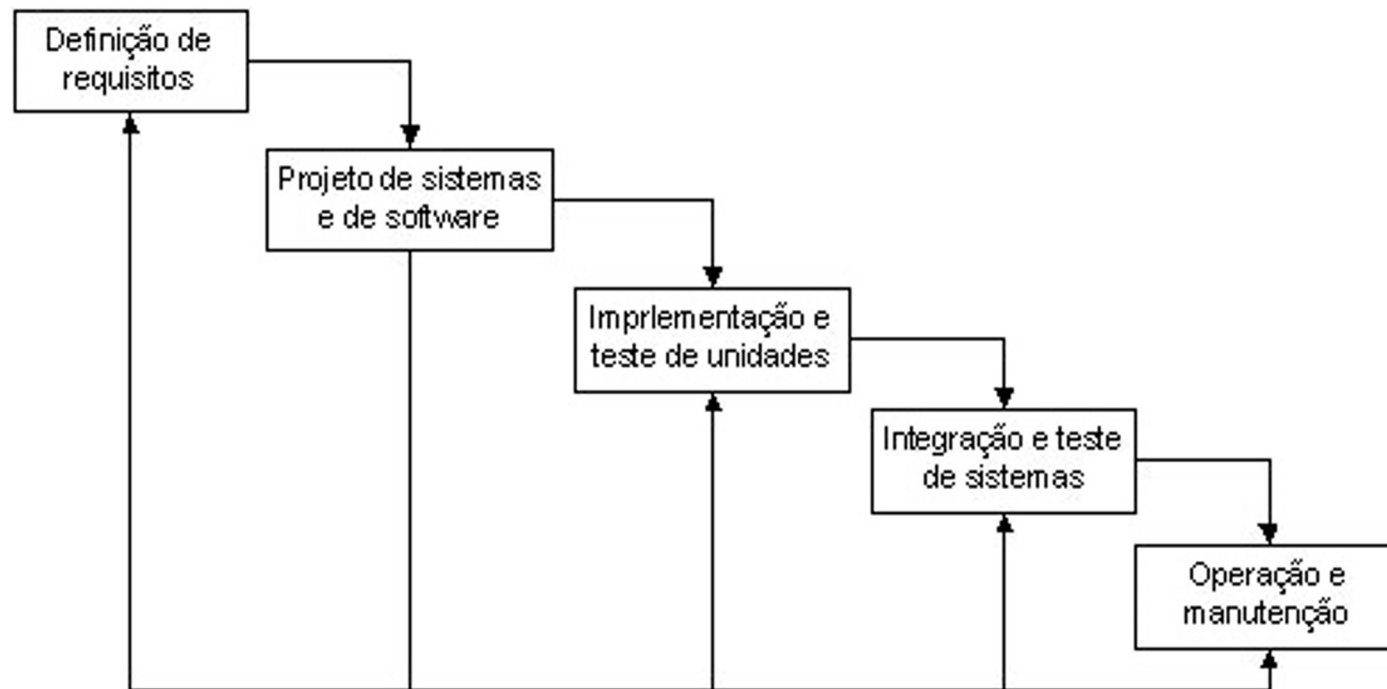 Definição de
requisitos
Projeto de sistemas
e de software
Imprlementação e
teste de unidades
Integração e teste
de sistemas
Operação e
manutenção